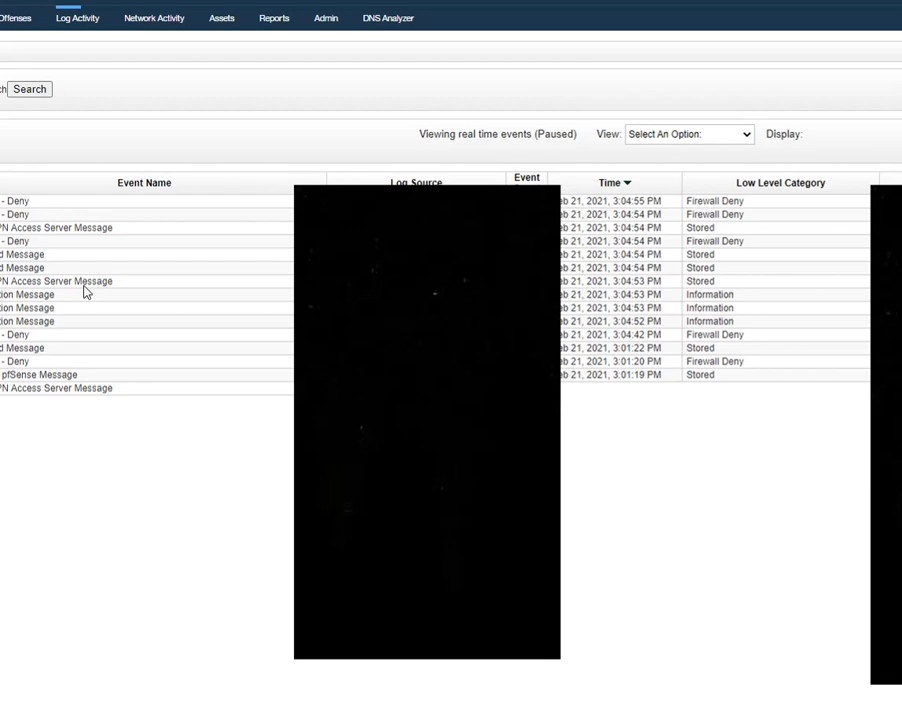 Offenses Log Activity Network Activity Assets Reports Admin DNS Analyzer
Search
Viewing real time events (Paused) View: Select An Option: Display:
Event Name Log Source Event Time Low Level Category
- Deny eb 21, 2021, 3:04:55 PM Firewall Deny
- Deny eb 21, 2021, 3:04:54 PM Firewall Deny
PN Access Server Message eb 21, 2021, 3:04:54 PM Stored
- Deny eb 21, 2021, 3:04:54 PM Firewall Deny
d Message eb 21, 2021, 3:04:54 PM Stored
d Message eb 21, 2021, 3:04:54 PM Stored
PN Access Server Message eb 21, 2021, 3:04:53 PM Stored
tion Message eb 21, 2021, 3:04:53 PM Information
tion Message eb 21, 2021, 3:04:53 PM Information
tion Message eb 21, 2021, 3:04:52 PM Information
- Deny eb 21, 2021, 3:04:42 PM Firewall Deny
d Message eb 21, 2021, 3:01:22 PM Stored
- Deny eb 21, 2021, 3:01:20 PM Firewall Deny
pfSense Message eb 21, 2021, 3:01:19 PM Stored
PN Access Server Message